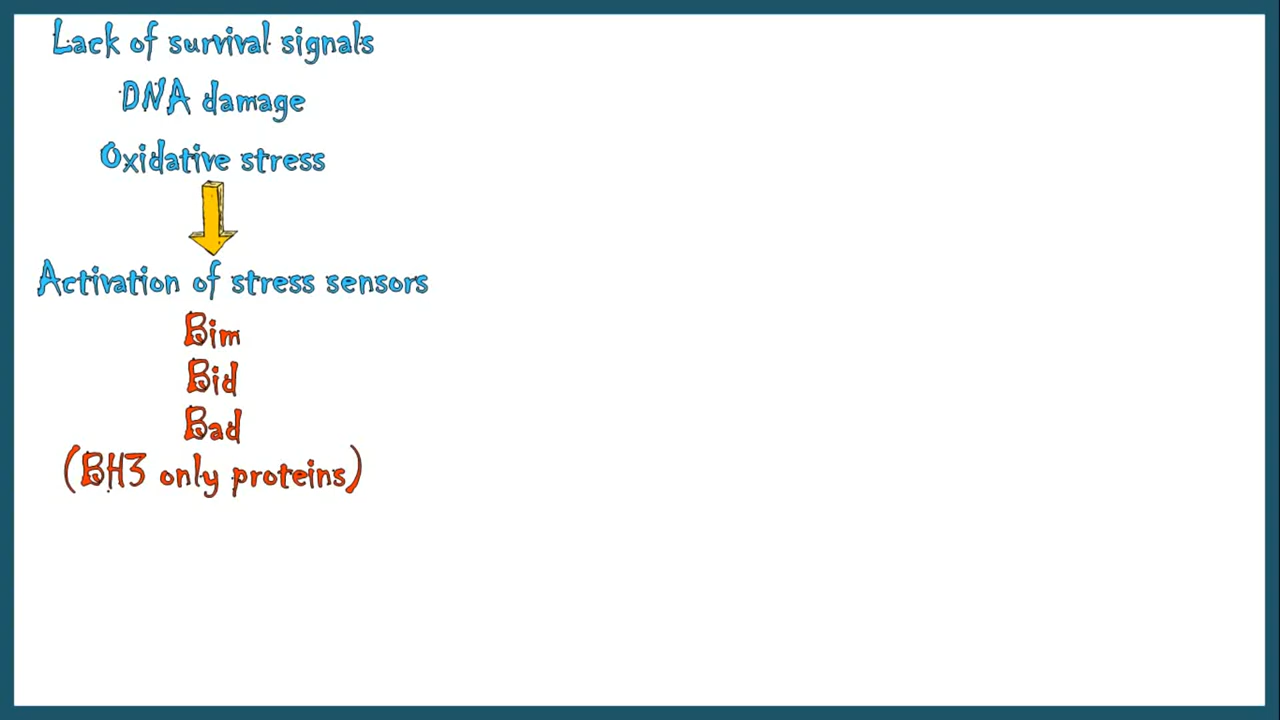 Lack of survival signals
DNA damage
Oxidative stress
Activation of stress sensors
Bim
Bid
Bad
(BH3 only proteins)